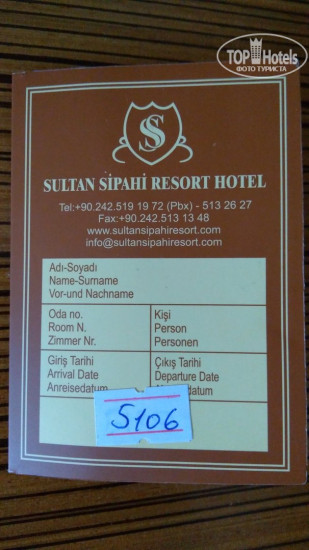 TOP Hotels
ФОТО ТУРИСТА
SS
SULTAN SİPAHİ RESORT HOTEL
Tel:+90.242.519 19 72 (Pbx) - 513 26 27
Fax:+90.242.513 13 48
www.sultansipahiresort.com
info@sultansipahiresort.com
Adı-Soyadı
Name-Surname
Vor-und Nachname
Oda no.
Room N.
Zimmer Nr.
Kişi
Person
Personen
Giriş Tarihi
Arrival Date
Anreisedatum
Çıkış Tarihi
Departure Date
datum
5106